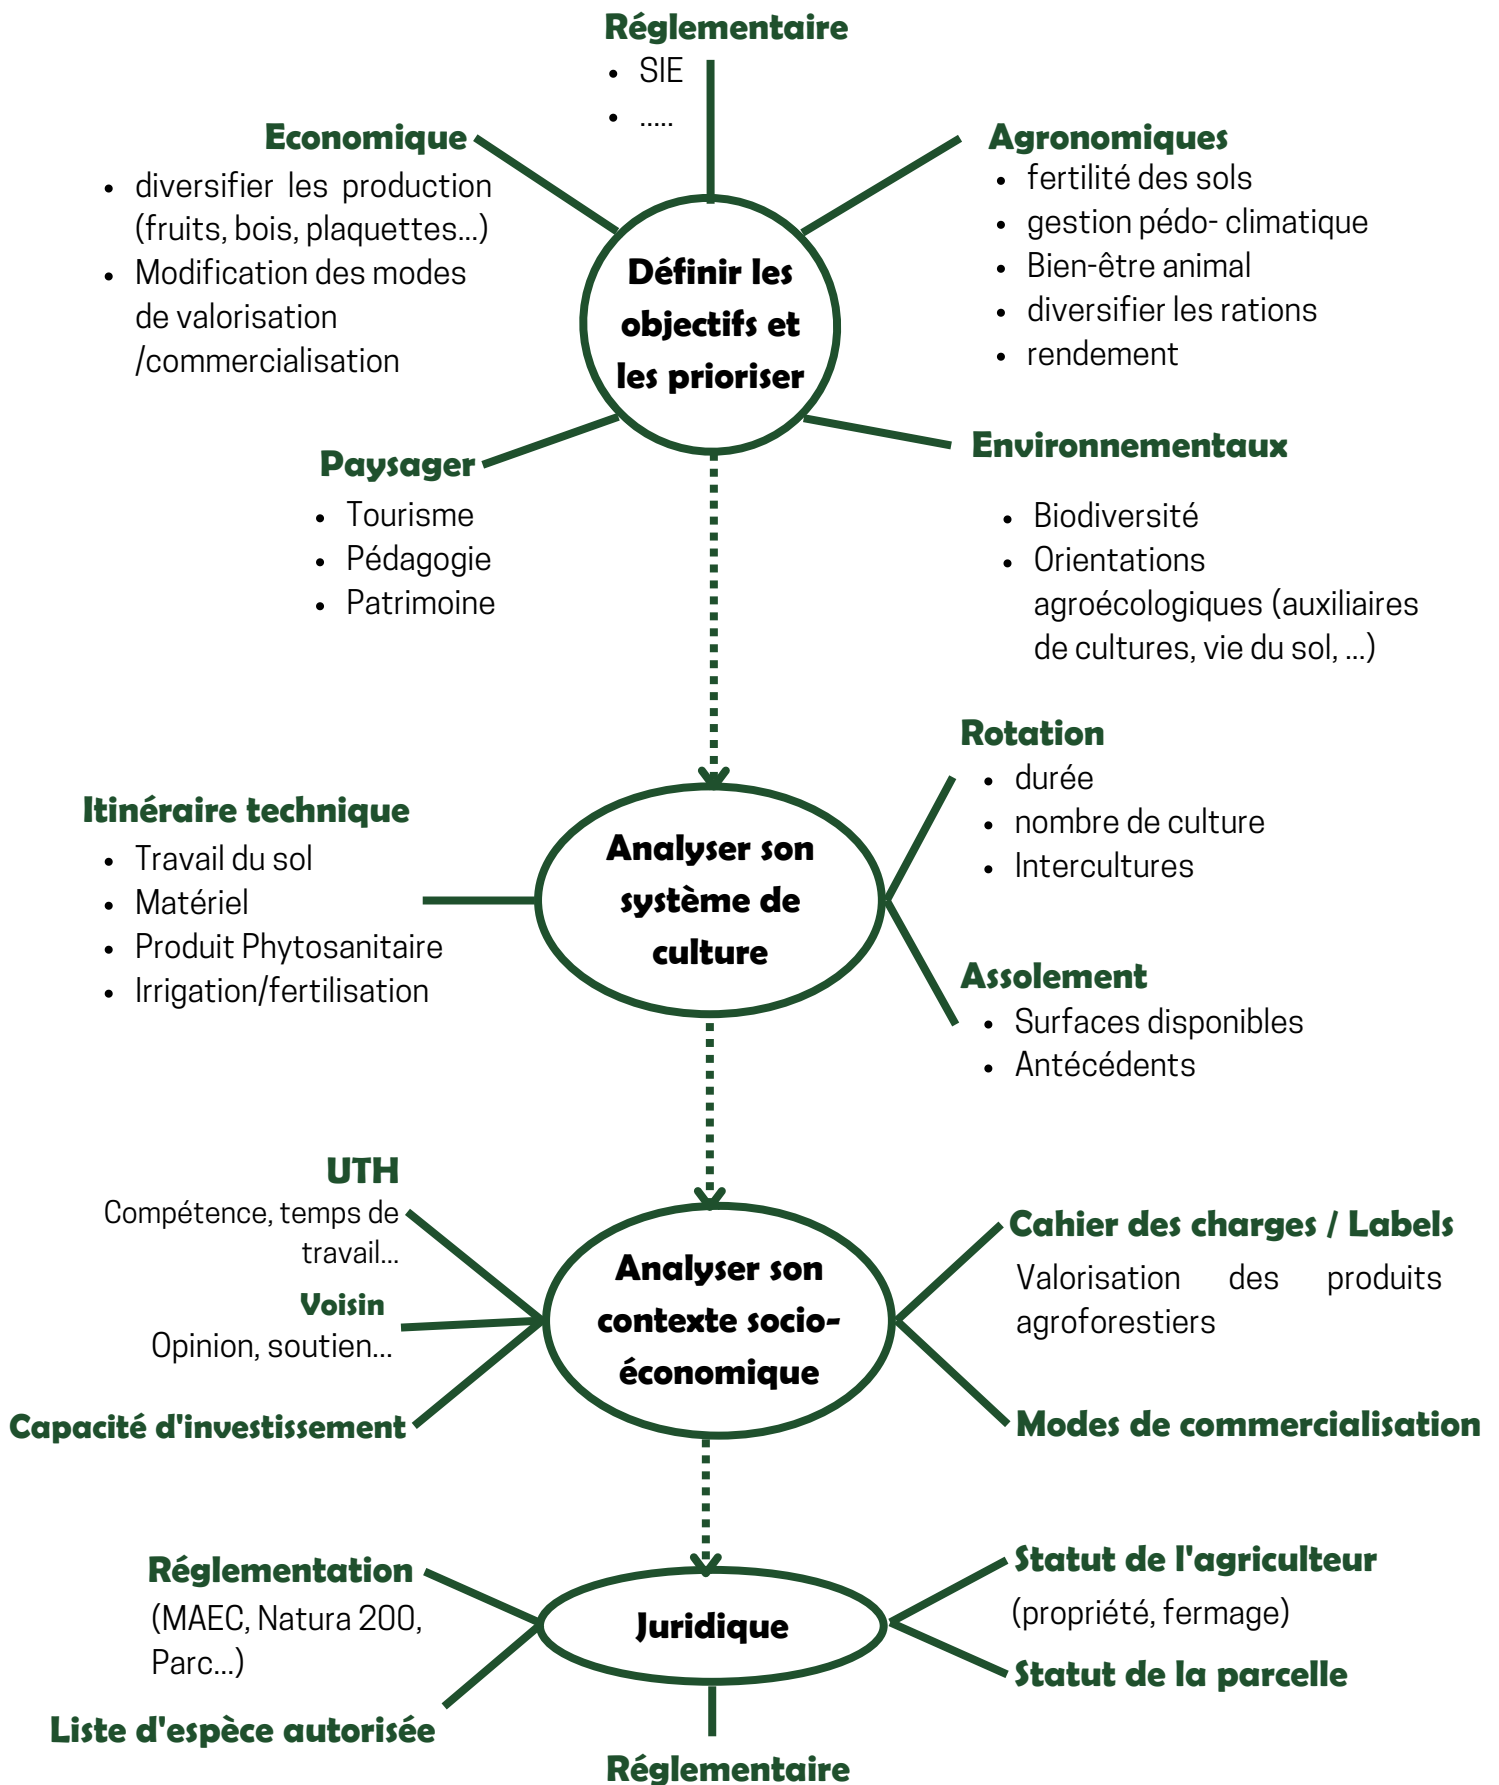 Réglementaire
• SIE
• .....
Economique
• diversifier les production
(fruits, bois, plaquettes...)
• Modification des modes
de valorisation
/commercialisation
Agronomiques
• fertilité des sols
• gestion pédo- climatique
• Bien-être animal
• diversifier les rations
• rendement
Définir les
objectifs et
les prioriser
Paysager
• Tourisme
• Pédagogie
• Patrimoine
Environnementaux
• Biodiversité
• Orientations
agroécologiques (auxiliaires
de cultures, vie du sol, ...)
Itinéraire technique
• Travail du sol
• Matériel
• Produit Phytosanitaire
• Irrigation/fertilisation
Analyser son
système de
culture
Rotation
• durée
• nombre de culture
• Intercultures
Assolement
• Surfaces disponibles
• Antécédents
UTH
Compétence, temps de
travail...
Voisin
Opinion, soutien...
Capacité d'investissement
Analyser son
contexte socio-
économique
Cahier des charges / Labels
Valorisation des produits
agroforestiers
Modes de commercialisation
Réglementation
(MAEC, Natura 200,
Parc...)
Liste d'espèce autorisée
Juridique
Statut de l'agriculteur
(propriété, fermage)
Statut de la parcelle
Réglementaire